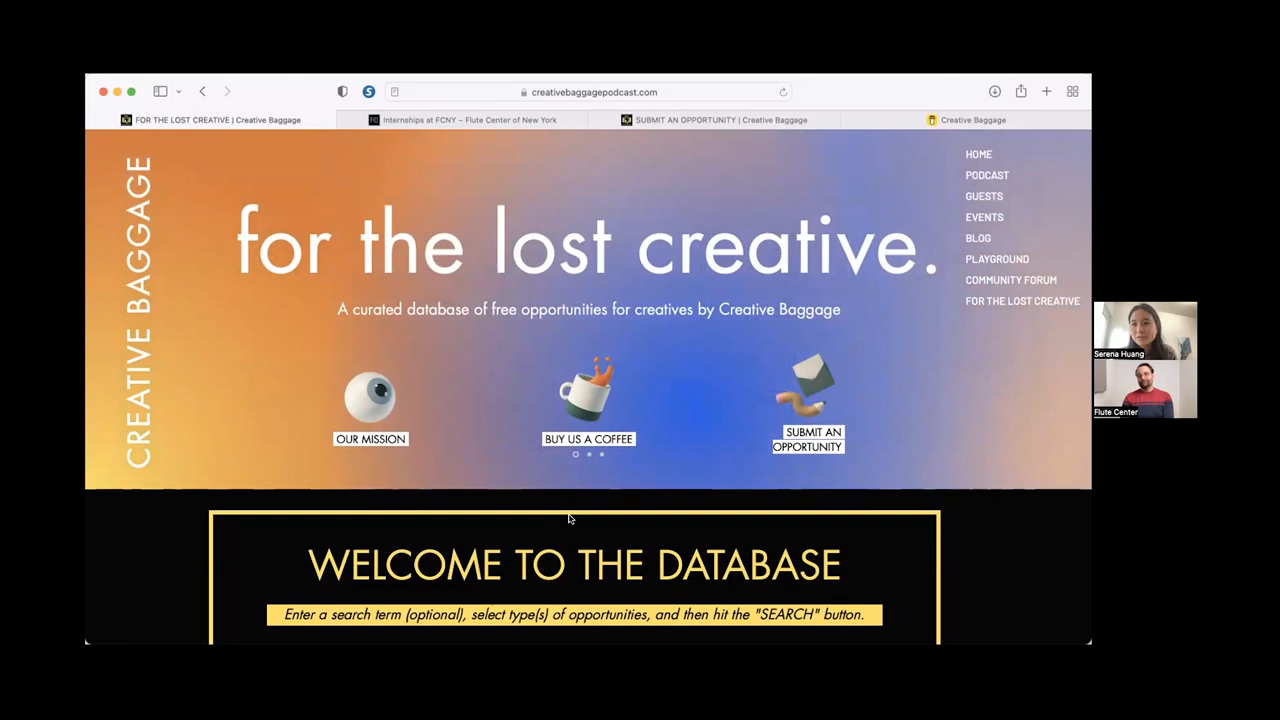 creativebaggagepodcast.com
FOR THE LOST CREATIVE | Creative Baggage
Internships at FCNY – Flute Center of New York
SUBMIT AN OPPORTUNITY | Creative Baggage
Creative Baggage
CREATIVE BAGGAGE
HOME
PODCAST
GUESTS
EVENTS
BLOG
PLAYGROUND
COMMUNITY FORUM
FOR THE LOST CREATIVE
for the lost creative.
A curated database of free opportunities for creatives by Creative Baggage
OUR MISSION
BUY US A COFFEE
SUBMIT AN
OPPORTUNITY
WELCOME TO THE DATABASE
Enter a search term (optional), select type(s) of opportunities, and then hit the "SEARCH" button.
Serena Huang
Flute Center